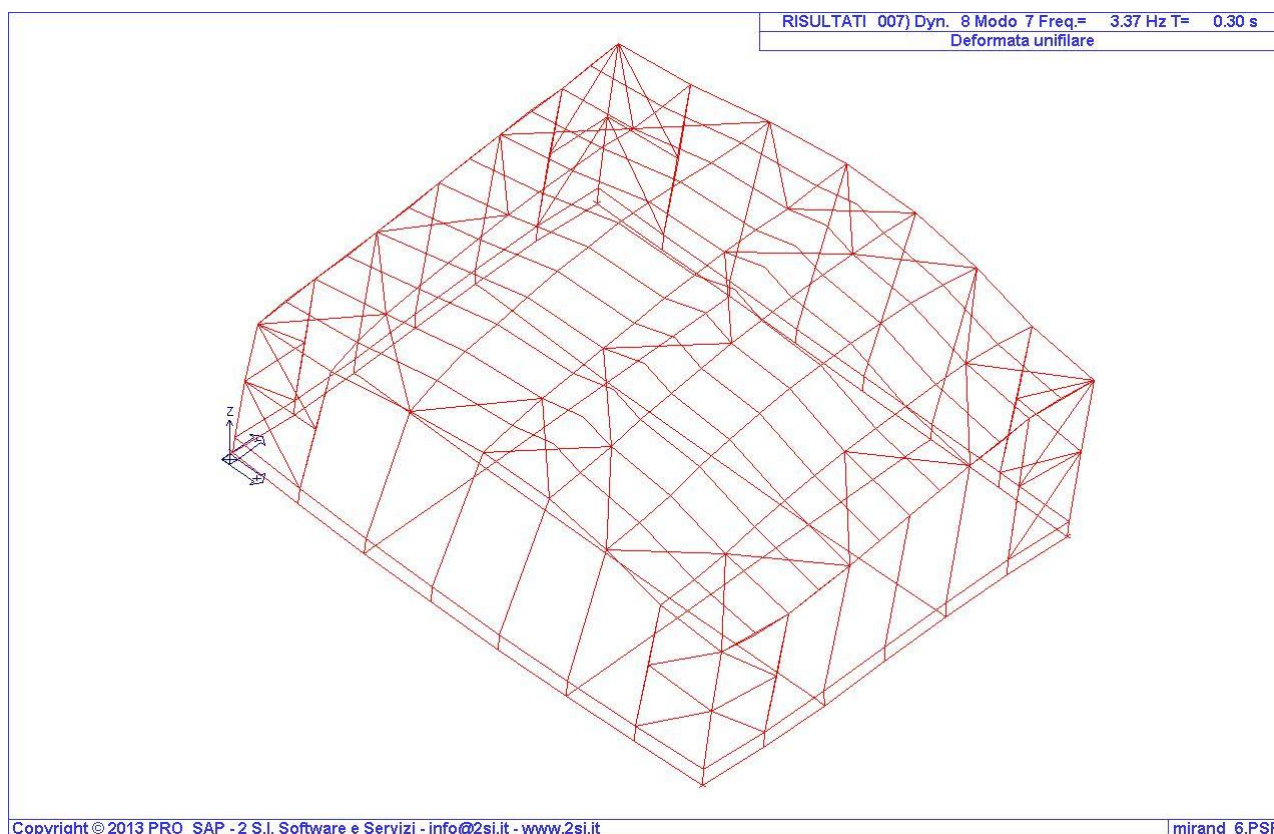 RISULTATI 007) Dyn. 8 Modo 7 Freq.= 3.37 Hz T= 0.30 s
Deformata unifilare
Z
Copyright © 2013 PRO_SAP - 2 S.I. Software e Servizi - info@2si.it - www.2si.it
mirand_6.PSP